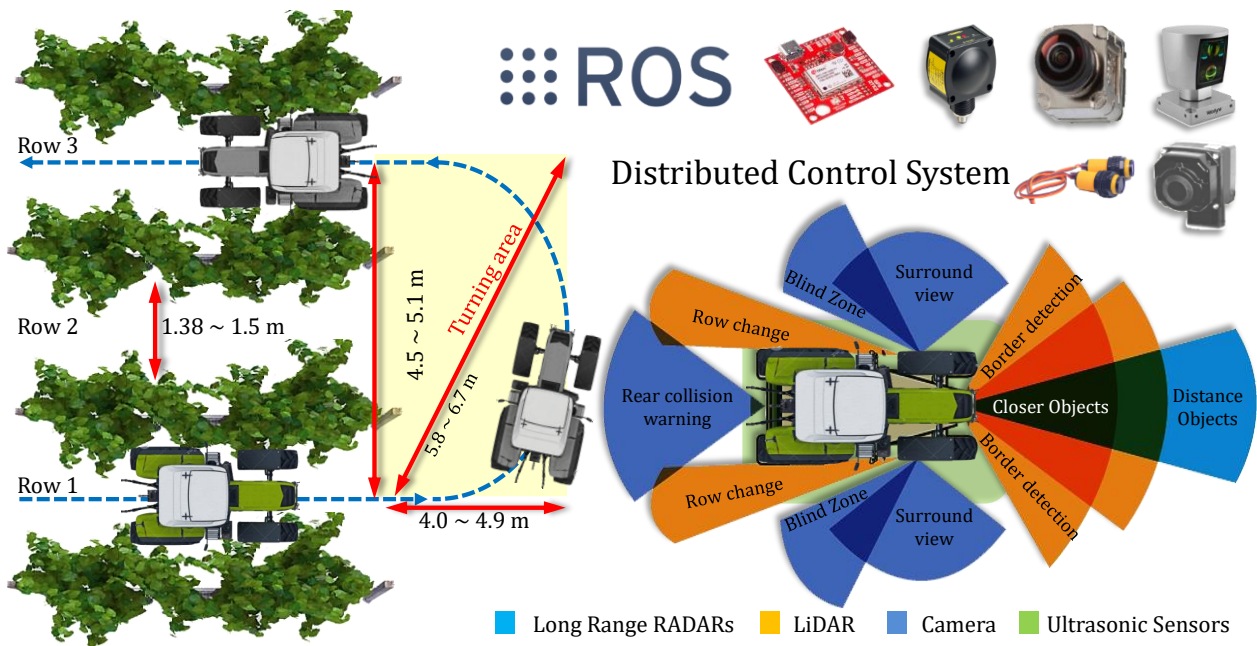 ROS
Distributed Control System
Row 3
Row 2
Row 1
1.38 ~ 1.5 m
4.5 ~ 5.1 m
Turning area
5.8 ~ 6.7 m
4.0 ~ 4.9 m
Blind Zone
Surround
view
Border detection
Row change
Rear collision
warning
Closer Objects
Distance
Objects
Row change
Border detection
Blind Zone
Surround
view
Long Range RADARs
LiDAR
Camera
Ultrasonic Sensors